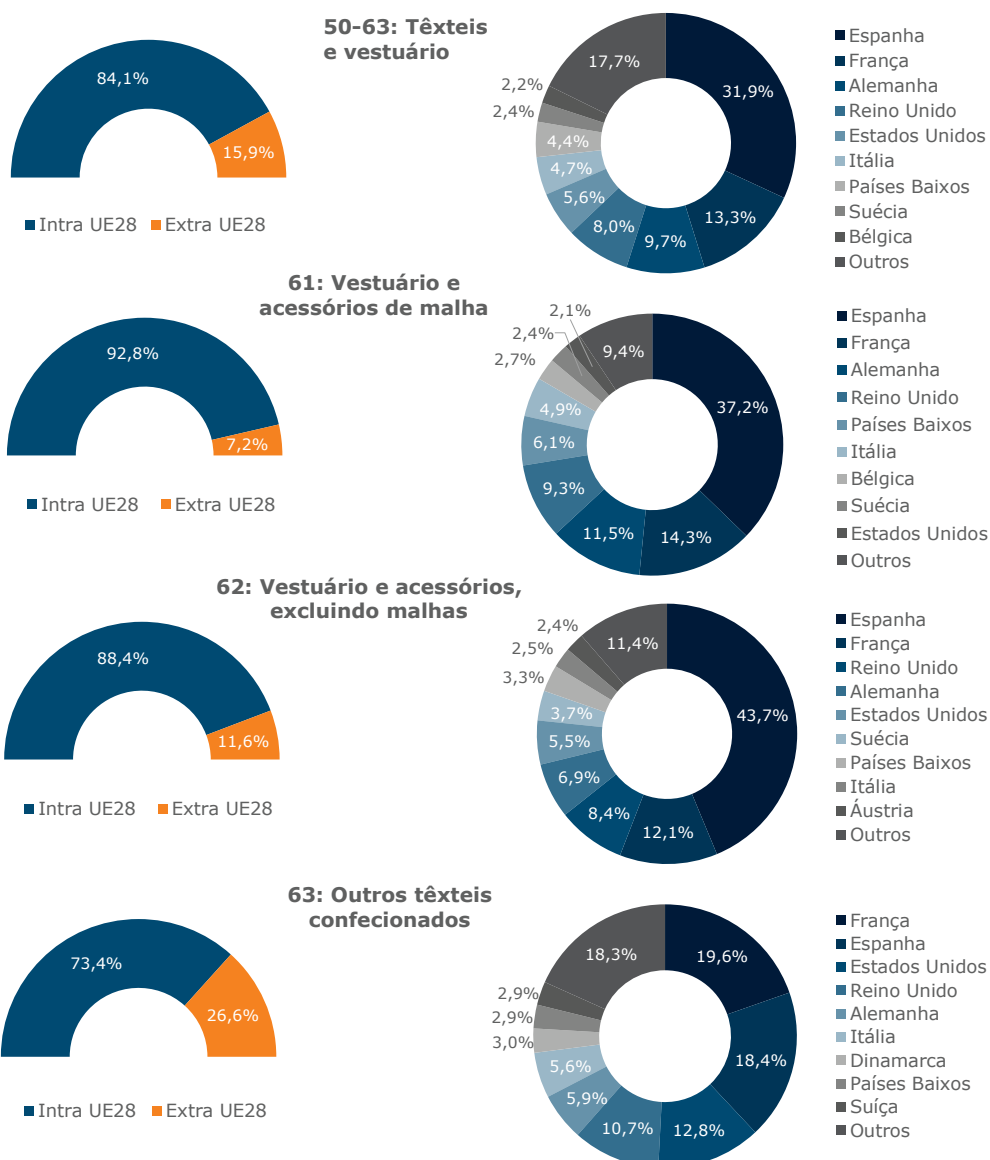 50-63: Têxteis
e vestuário
84,1%
15,9%
Intra UE28
Extra UE28
17,7%
2,2%
2,4%
4,4%
4,7%
5,6%
8,0%
9,7%
13,3%
31,9%
Espanha
França
Alemanha
Reino Unido
Estados Unidos
Itália
Países Baixos
Suécia
Bélgica
Outros
61: Vestuário e
acessórios de malha
92,8%
7,2%
Intra UE28
Extra UE28
2,1%
2,4%
2,7%
9,4%
4,9%
6,1%
9,3%
11,5%
14,3%
37,2%
Espanha
França
Alemanha
Reino Unido
Países Baixos
Itália
Bélgica
Suécia
Estados Unidos
Outros
62: Vestuário e acessórios,
excluindo malhas
88,4%
11,6%
Intra UE28
Extra UE28
2,4%
2,5%
3,3%
11,4%
3,7%
5,5%
6,9%
8,4%
12,1%
43,7%
Espanha
França
Reino Unido
Alemanha
Estados Unidos
Suécia
Países Baixos
Itália
Áustria
Outros
63: Outros têxteis
confecionados
73,4%
26,6%
Intra UE28
Extra UE28
18,3%
2,9%
2,9%
3,0%
5,6%
5,9%
10,7%
12,8%
18,4%
19,6%
França
Espanha
Estados Unidos
Reino Unido
Alemanha
Itália
Dinamarca
Países Baixos
Suíça
Outros